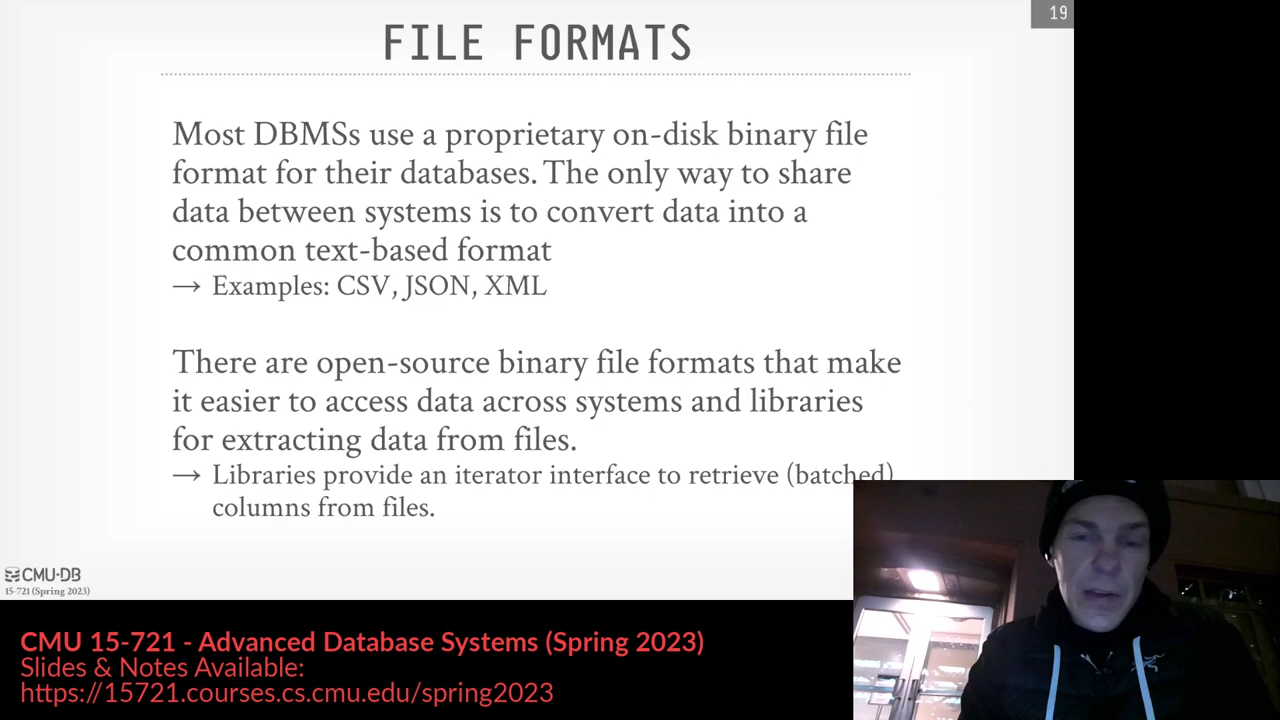 19
FILE FORMATS
Most DBMSs use a proprietary on-disk binary file
format for their databases. The only way to share
data between systems is to convert data into a
common text-based format
→ Examples: CSV, JSON, XML
There are open-source binary file formats that make
it easier to access data across systems and libraries
for extracting data from files.
→ Libraries provide an iterator interface to retrieve (batched)
columns from files.
CMU·DB
15-721 (Spring 2023)
CMU 15-721 - Advanced Database Systems (Spring 2023)
Slides & Notes Available:
https://15721.courses.cs.cmu.edu/spring2023